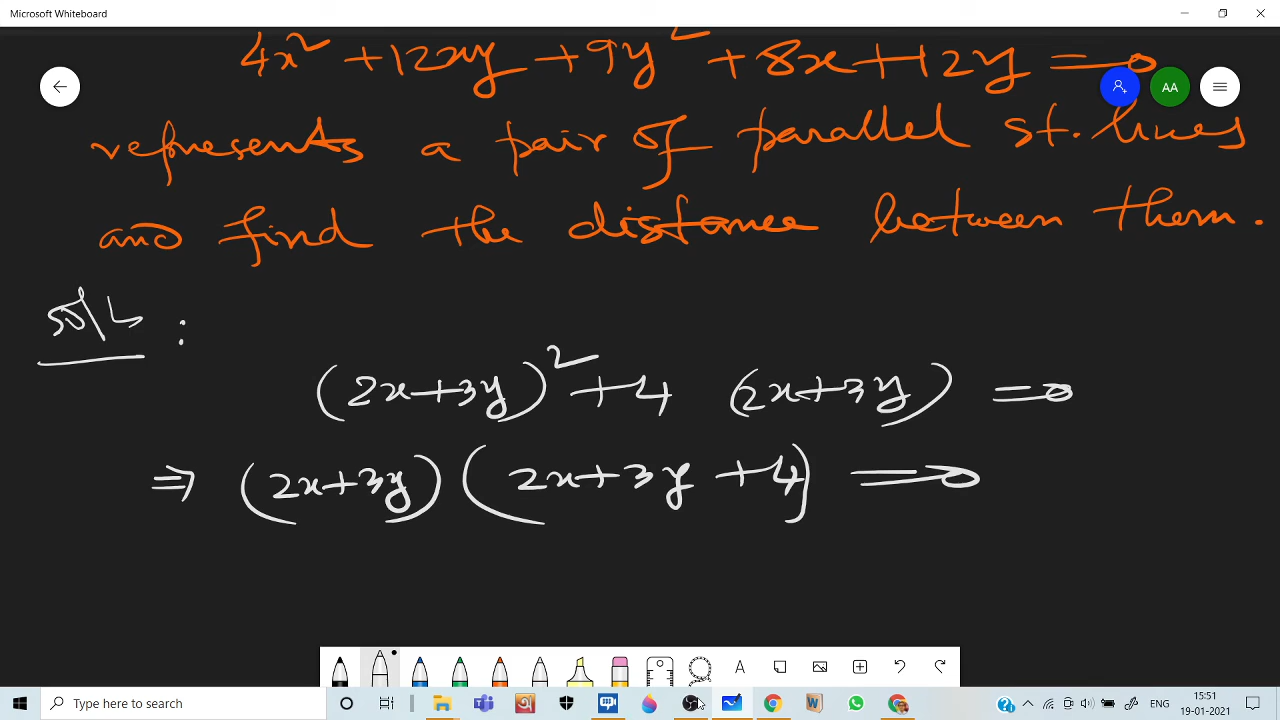 Microsoft Whiteboard
4x² + 12xy + 9y² + 8x + 12y = 0
AA
represents a pair of parallel st. lines
and find the distance between them.
Sol :
(2x+3y)² + 4 (2x+3y) = 0
⇒ (2x+3y) (2x+3y+4) = 0
A
Type here to search
ENG
15:51
19-01-2021